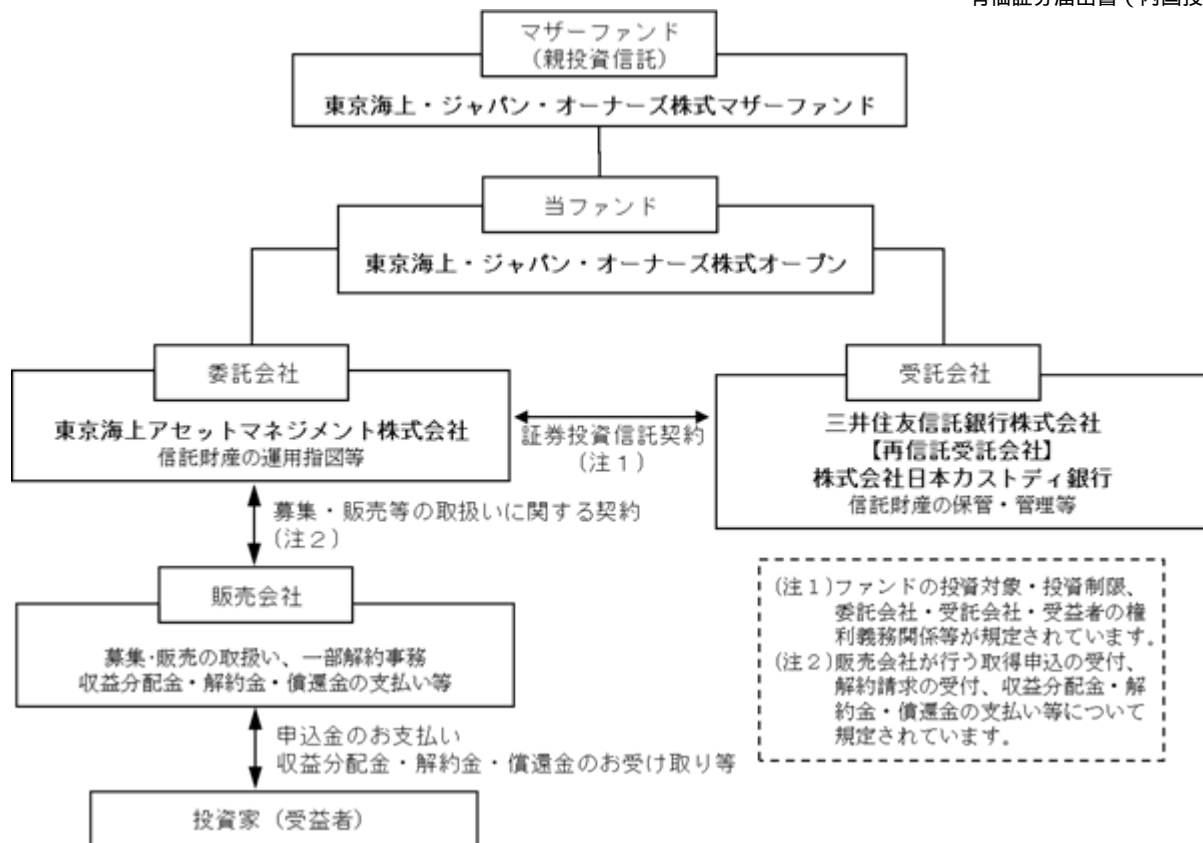 マザーファンド
（親投資信託）
東京海上・ジャパン・オーナーズ株式マザーファンド
当ファンド
東京海上・ジャパン・オーナーズ株式オープン
委託会社
東京海上アセットマネジメント株式会社
信託財産の運用指図等
証券投資信託契約
（注１）
受託会社
三井住友信託銀行株式会社
【再信託受託会社】
株式会社日本カストディ銀行
信託財産の保管・管理等
募集・販売等の取扱いに関する契約
（注２）
販売会社
募集・販売の取扱い、一部解約事務
収益分配金・解約金・償還金の支払い等
申込金のお支払い
収益分配金・解約金・償還金のお受け取り等
投資家（受益者）
(注１)ファンドの投資対象・投資制限、
委託会社・受託会社・受益者の権
利義務関係等が規定されています。
(注２)販売会社が行う取得申込の受付、
解約請求の受付、収益分配金・解
約金・償還金の支払い等について
規定されています。